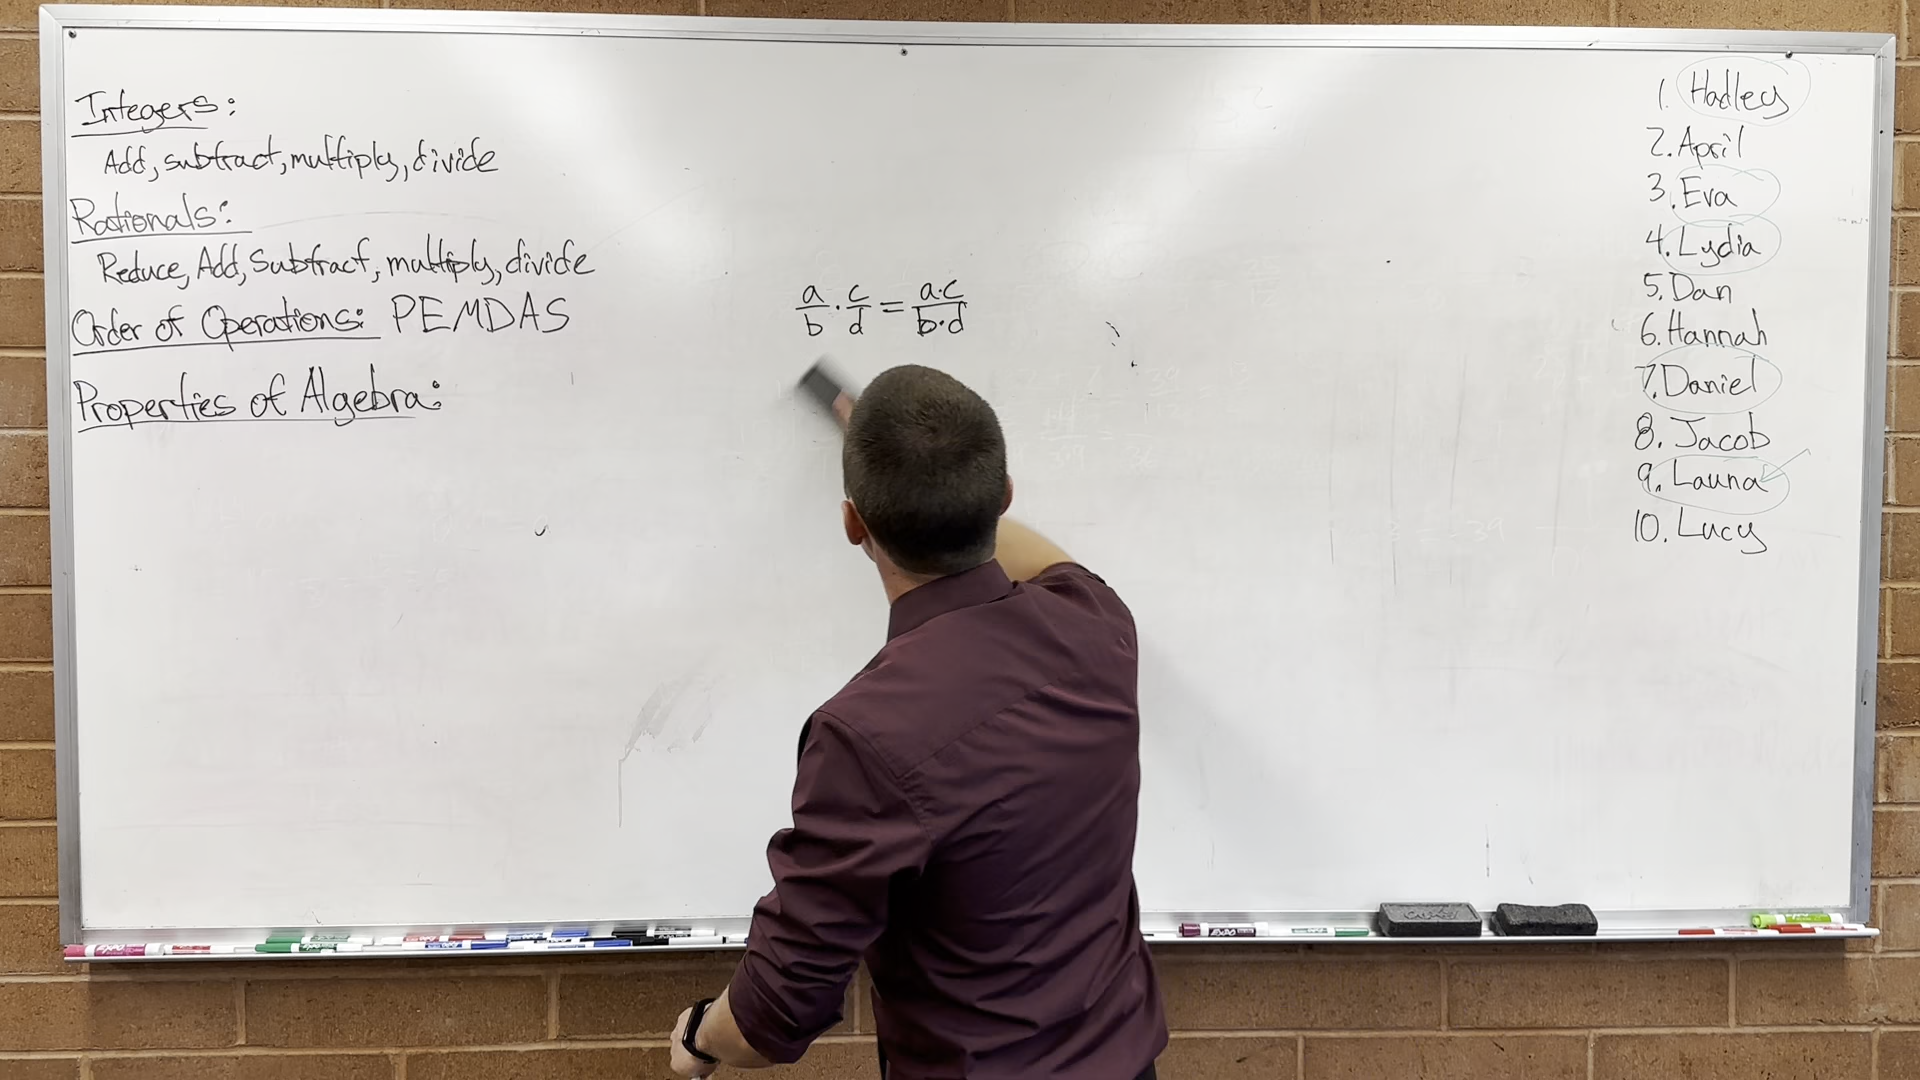 Integers:
Add, subtract, multiply, divide
Rationals:
Reduce, Add, Subtract, multiply, divide
Order of Operations: PEMDAS
Properties of Algebra:
a/b · c/d = a·c/b·d
1. Hadley
2. April
3. Eva
4. Lydia
5. Dan
6. Hannah
7. Daniel
8. Jacob
9. Launa
10. Lucy
EXPO